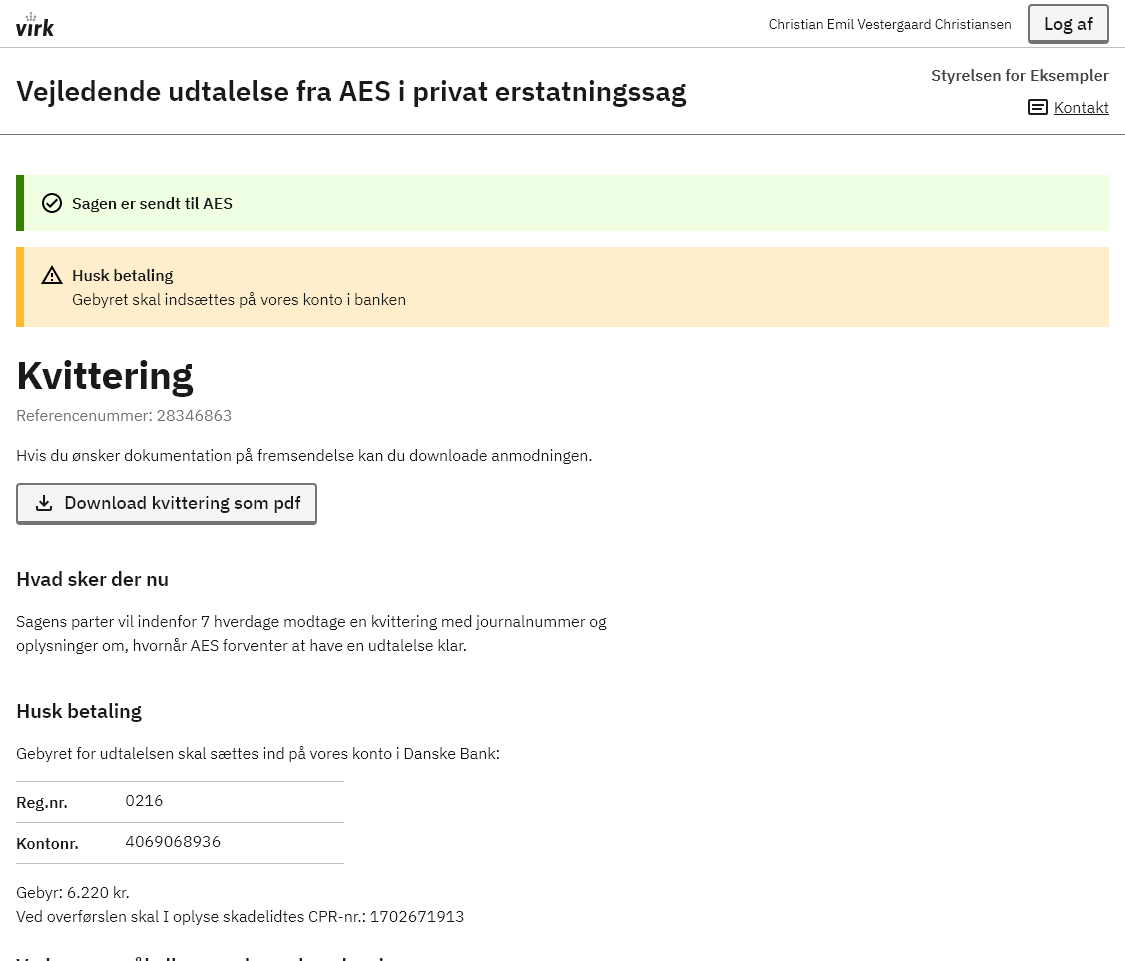 virk
Christian Emil Vestergaard Christiansen
Log af
Vejledende udtalelse fra AES i privat erstatningssag
Styrelsen for Eksempler
Kontakt
Sagen er sendt til AES
Husk betaling
Gebyret skal indsættes på vores konto i banken
Kvittering
Referencenummer: 28346863
Hvis du ønsker dokumentation på fremsendelse kan du downloade anmodningen.
Download kvittering som pdf
Hvad sker der nu
Sagens parter vil indenfor 7 hverdage modtage en kvittering med journalnummer og
oplysninger om, hvornår AES forventer at have en udtalelse klar.
Husk betaling
Gebyret for udtalelsen skal sættes ind på vores konto i Danske Bank:
Reg.nr. 0216
Kontonr. 4069068936
Gebyr: 6.220 kr.
Ved overførslen skal I oplyse skadelidtes CPR-nr.: 1702671913